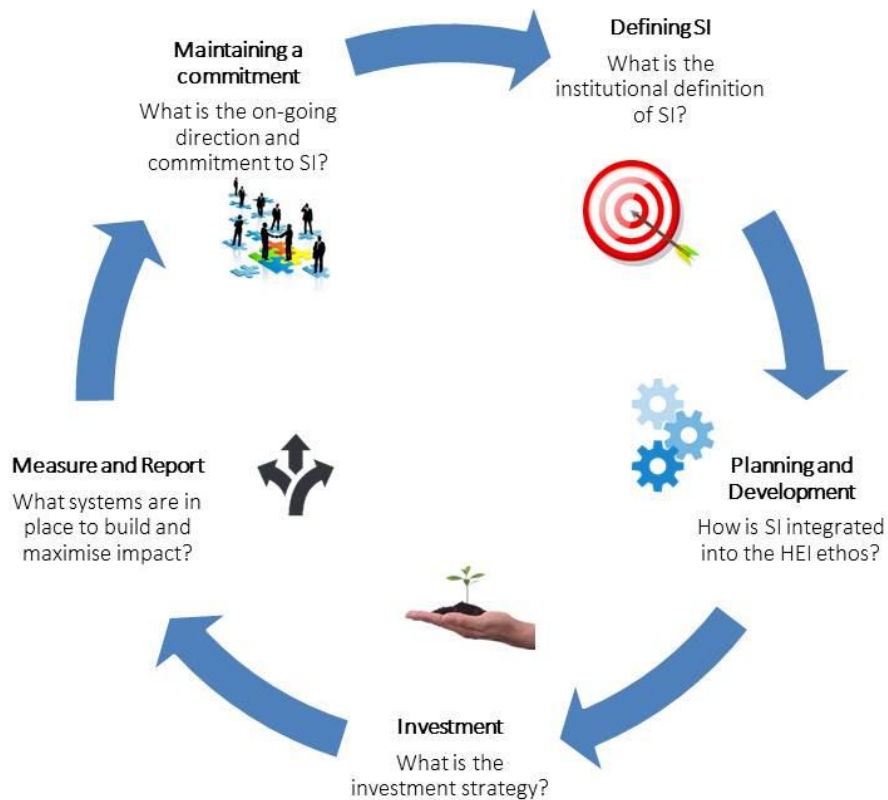 Defining SI
What is the
institutional definition
of SI?
Planning and
Development
How is SI integrated
into the HEI ethos?
Investment
What is the
investment strategy?
Measure and Report
What systems are in
place to build and
maximise impact?
Maintaining a
commitment
What is the on-going
direction and
commitment to SI?